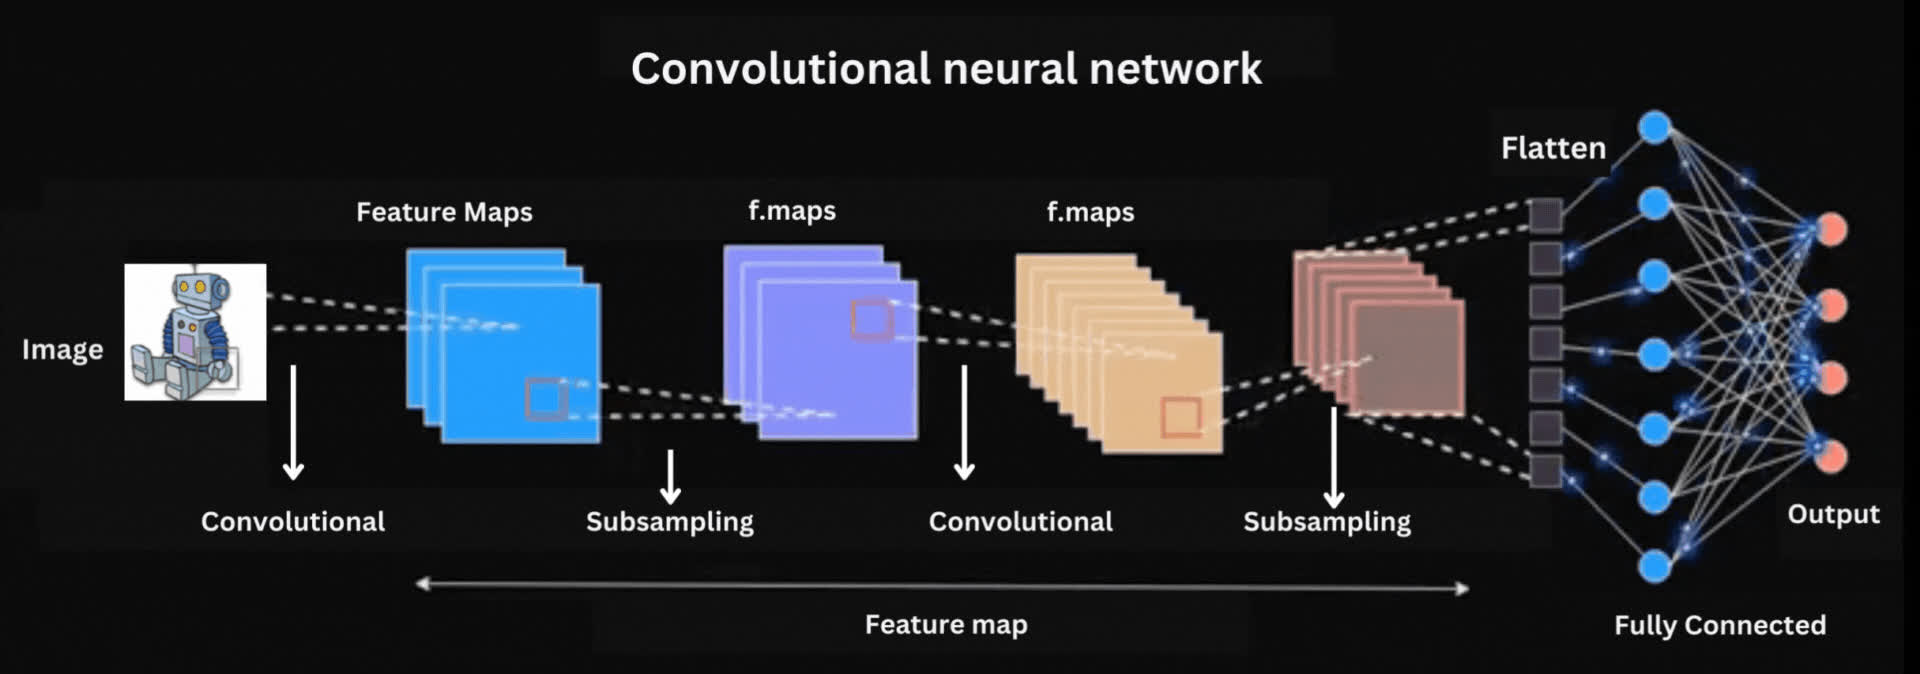 Convolutional neural network
Flatten
Feature Maps
f.maps
f.maps
Image
Convolutional
Subsampling
Convolutional
Subsampling
Output
Feature map
Fully Connected